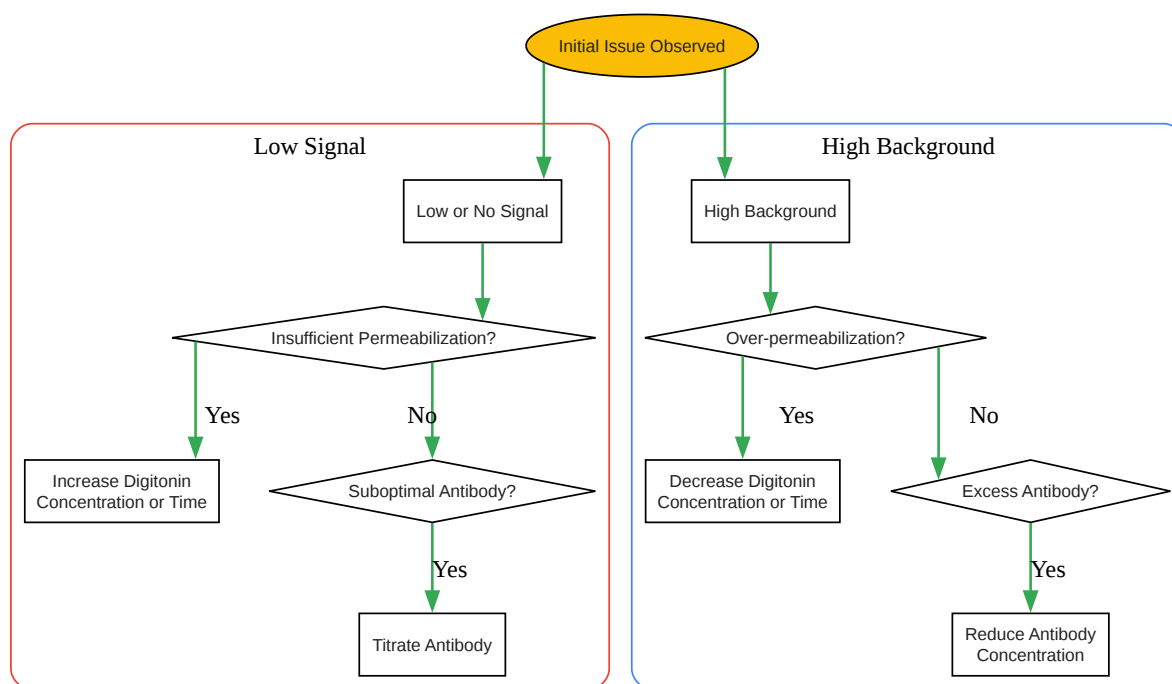 Initial Issue Observed
Low Signal
High Background
Low or No Signal
High Background
Insufficient Permeabilization?
Over-permeabilization?
Yes
No
Yes
No
Increase Digitonin
Concentration or Time
Suboptimal Antibody?
Decrease Digitonin
Concentration or Time
Excess Antibody?
Yes
Yes
Titrate Antibody
Reduce Antibody
Concentration